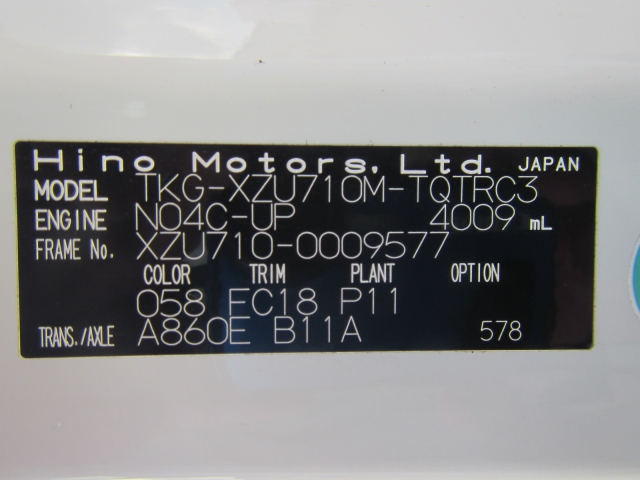 Hino Motors, Ltd. JAPAN
MODEL TKG-XZU710M-TQTRC3
ENGINE N04C-UP 4009 mL
FRAME No. XZU710-0009577
COLOR TRIM PLANT OPTION
058 FC18 P11
TRANS./AXLE A860E B11A 578